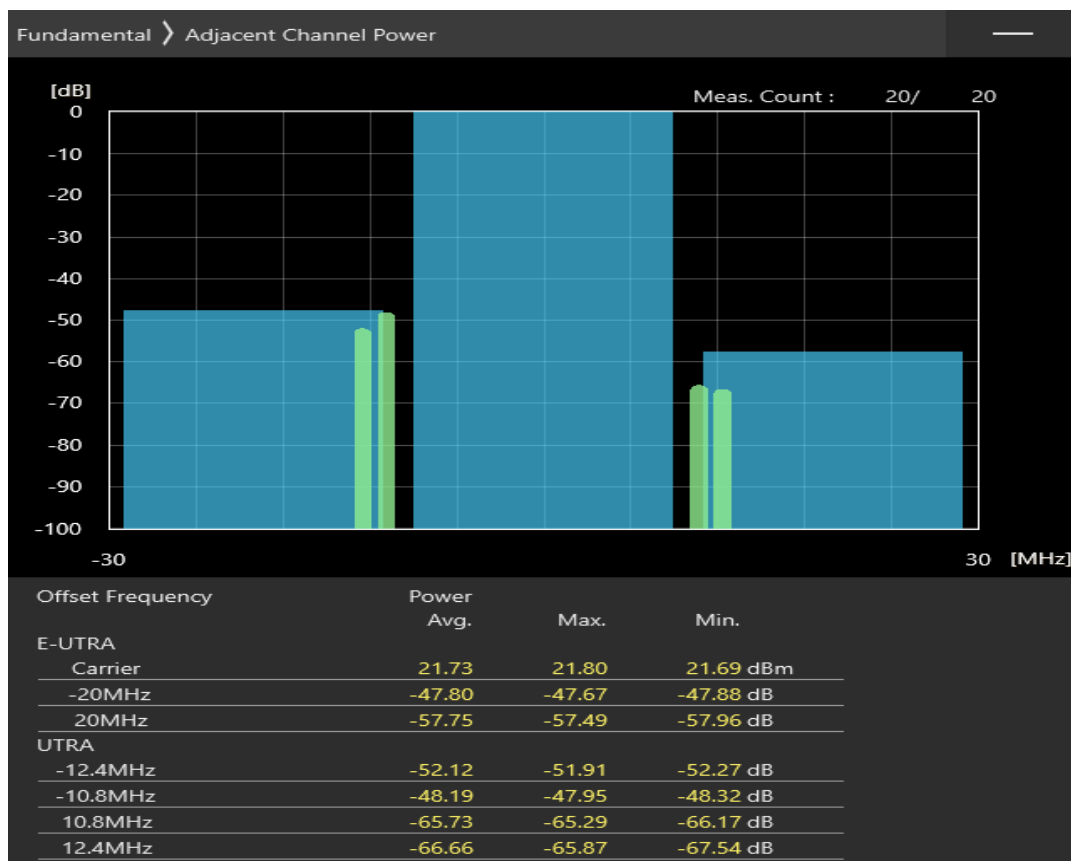 Fundamental ❯ Adjacent Channel Power
[dB]
Meas. Count : 20/ 20
0
-10
-20
-30
-40
-50
-60
-70
-80
-90
-100
-30 30 [MHz]
Offset Frequency Power
Avg. Max. Min.
E-UTRA
Carrier 21.73 21.80 21.69 dBm
-20MHz -47.80 -47.67 -47.88 dB
20MHz -57.75 -57.49 -57.96 dB
UTRA
-12.4MHz -52.12 -51.91 -52.27 dB
-10.8MHz -48.19 -47.95 -48.32 dB
10.8MHz -65.73 -65.29 -66.17 dB
12.4MHz -66.66 -65.87 -67.54 dB